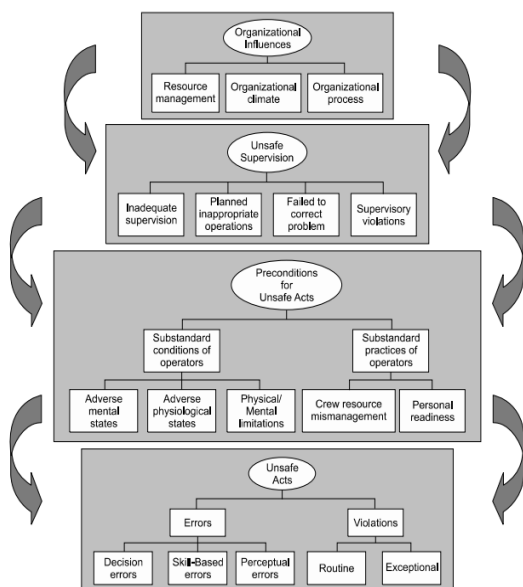 Organizational
Influences
Resource
management
Organizational
climate
Organizational
process
Unsafe
Supervision
Inadequate
supervision
Planned
inappropriate
operations
Failed to
correct
problem
Supervisory
violations
Preconditions
for
Unsafe Acts
Substandard
conditions of
operators
Substandard
practices of
operators
Adverse
mental
states
Adverse
physiological
states
Physical/
Mental
limitations
Crew resource
mismanagement
Personal
readiness
Unsafe
Acts
Errors
Violations
Decision
errors
Skill-Based
errors
Perceptual
errors
Routine
Exceptional